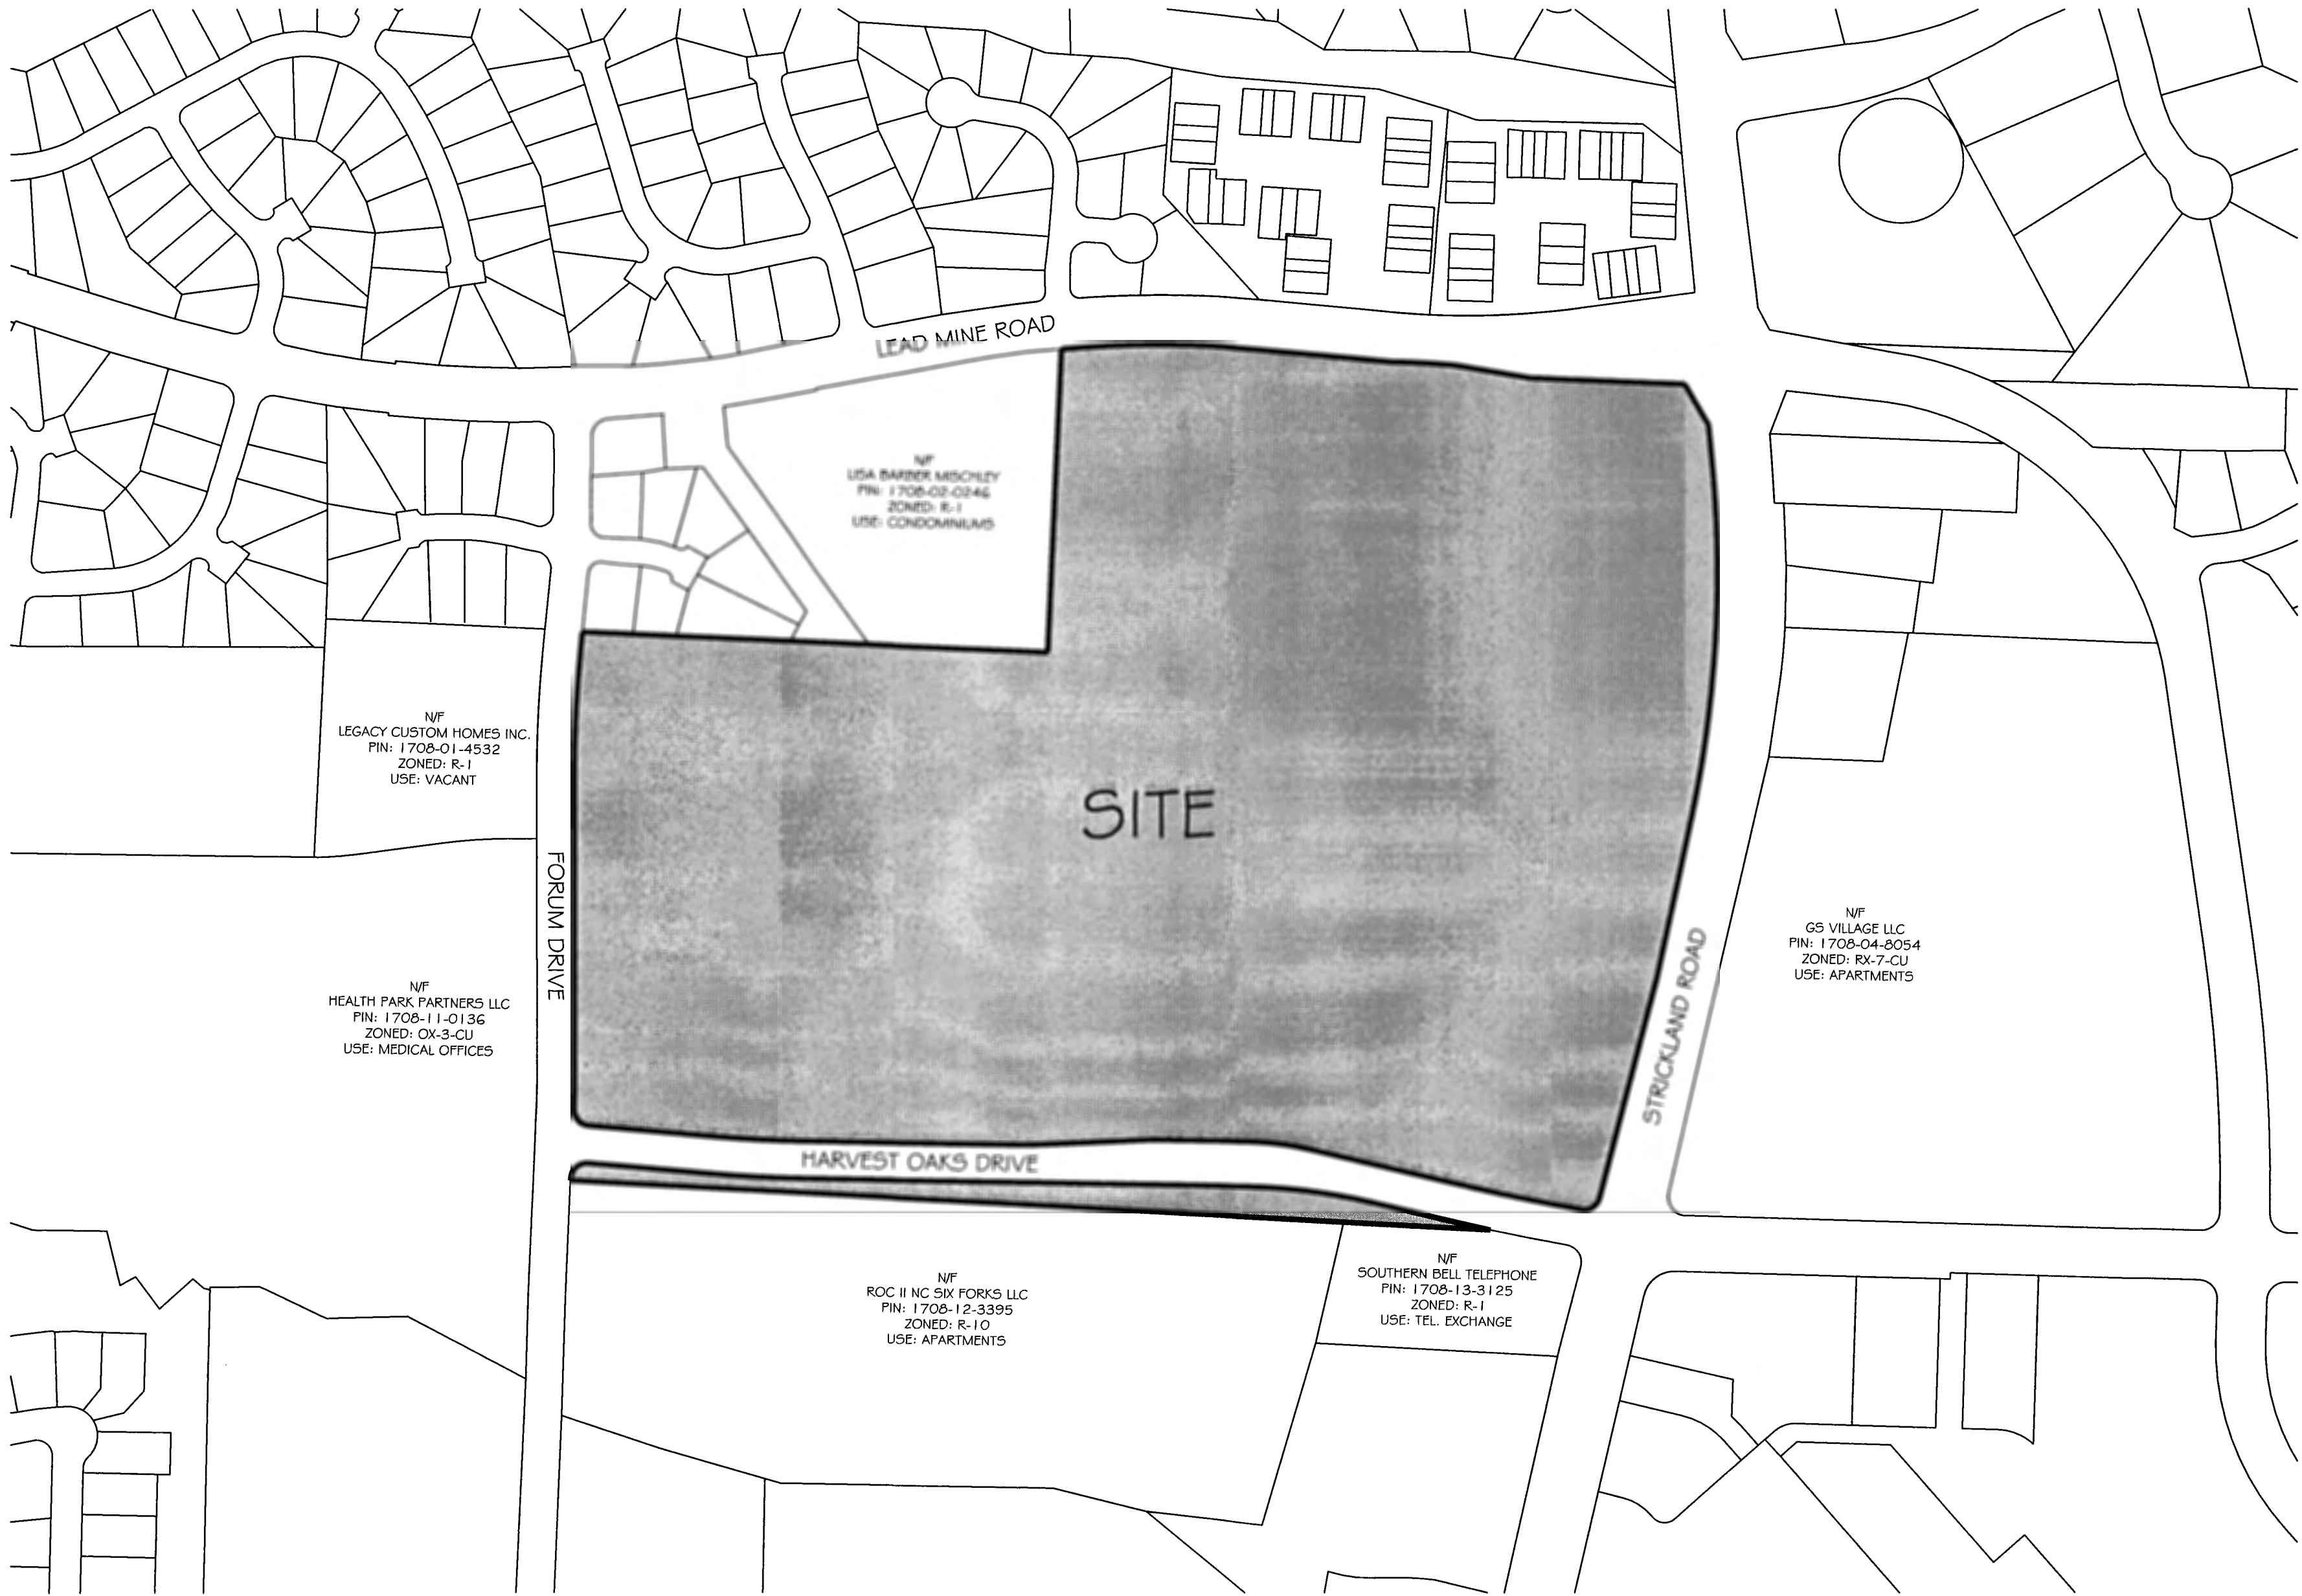 LEAD MINE ROAD
N/F
LISA BARBER MISCHLEY
PIN: 1708-02-0246
ZONED: R-1
USE: CONDOMINIUMS
N/F
LEGACY CUSTOM HOMES INC.
PIN: 1708-01-4532
ZONED: R-1
USE: VACANT
SITE
FORUM DRIVE
N/F
GS VILLAGE LLC
PIN: 1708-04-8054
ZONED: RX-7-CU
USE: APARTMENTS
N/F
HEALTH PARK PARTNERS LLC
PIN: 1708-11-0136
ZONED: OX-3-CU
USE: MEDICAL OFFICES
STRICKLAND ROAD
HARVEST OAKS DRIVE
N/F
ROC II NC SIX FORKS LLC
PIN: 1708-12-3395
ZONED: R-10
USE: APARTMENTS
N/F
SOUTHERN BELL TELEPHONE
PIN: 1708-13-3125
ZONED: R-1
USE: TEL. EXCHANGE